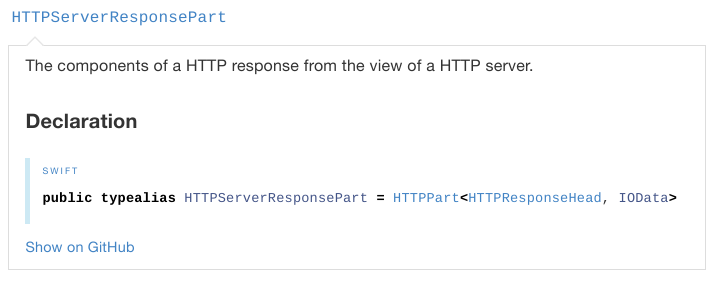 HTTPServerResponsePart
The components of a HTTP response from the view of a HTTP server.
Declaration
SWIFT
public typealias HTTPServerResponsePart = HTTPPart<HTTPResponseHead, IOData>
Show on GitHub